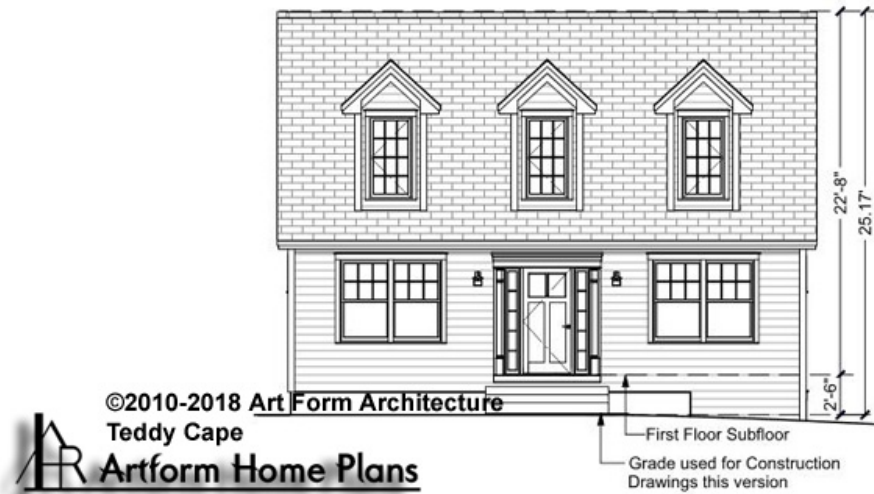 22'-8"
25.17'
2'-6"
©2010-2018 Art Form Architecture
Teddy Cape
Artform Home Plans
First Floor Subfloor
Grade used for Construction
Drawings this version